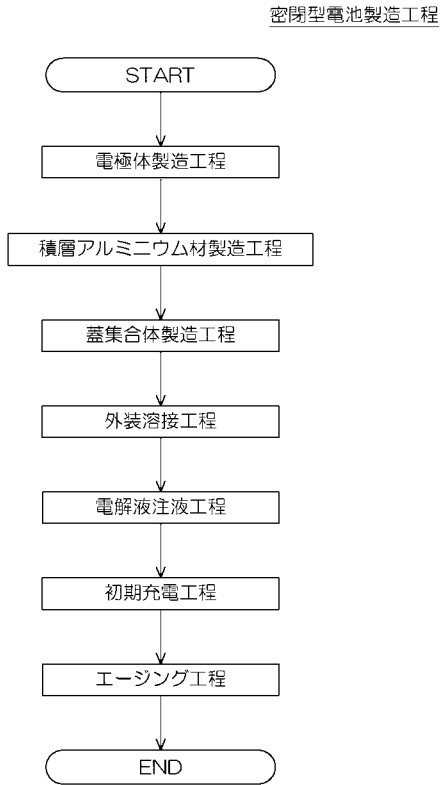 密閉型電池製造工程
START
電極体製造工程
積層アルミニウム材製造工程
蓋集合体製造工程
外装溶接工程
電解液注液工程
初期充電工程
エージング工程
END